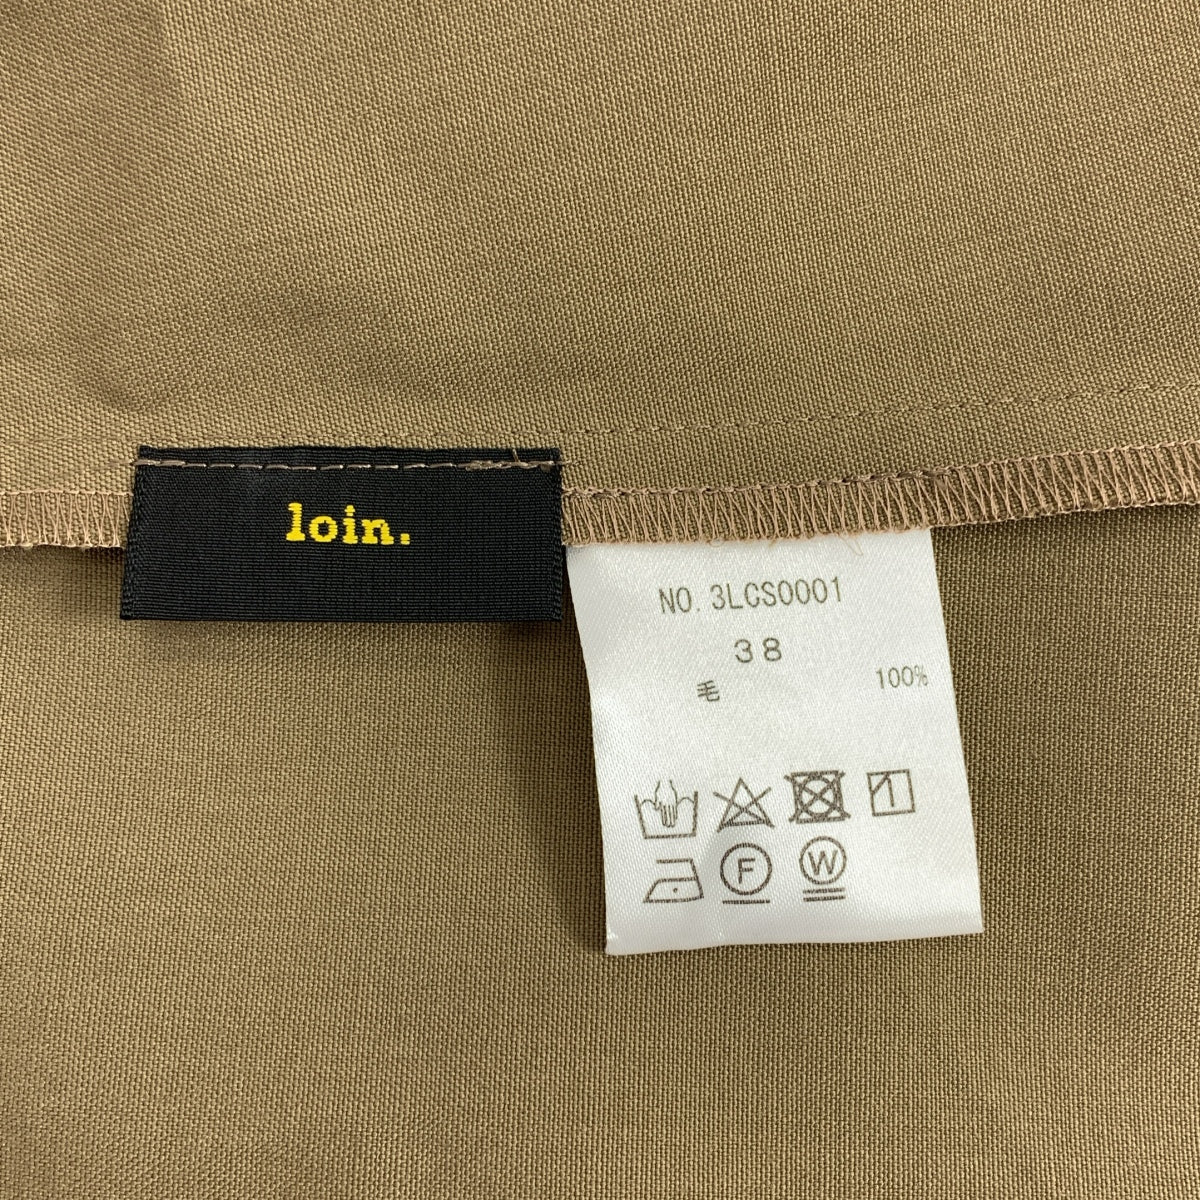 loin.
NO. 3LCS0001
38
毛 100%
F W